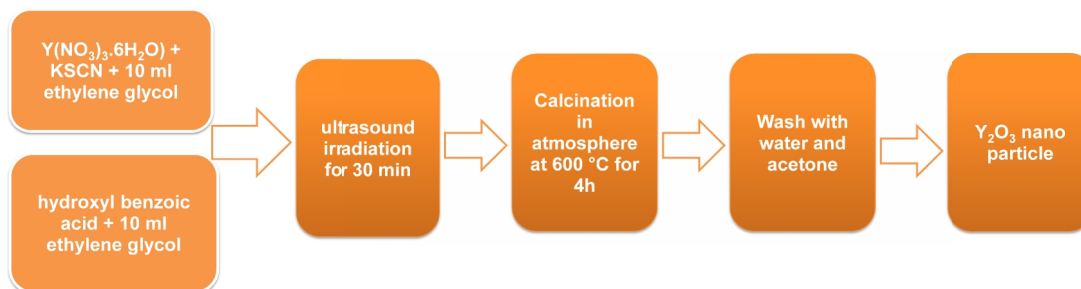 Y(NO₃)₃.6H₂O) +
KSCN + 10 ml
ethylene glycol
hydroxyl benzoic
acid + 10 ml
ethylene glycol
ultrasound
irradiation
for 30 min
Calcination
in
atmosphere
at 600 °C for
4h
Wash with
water and
acetone
Y₂O₃ nano
particle